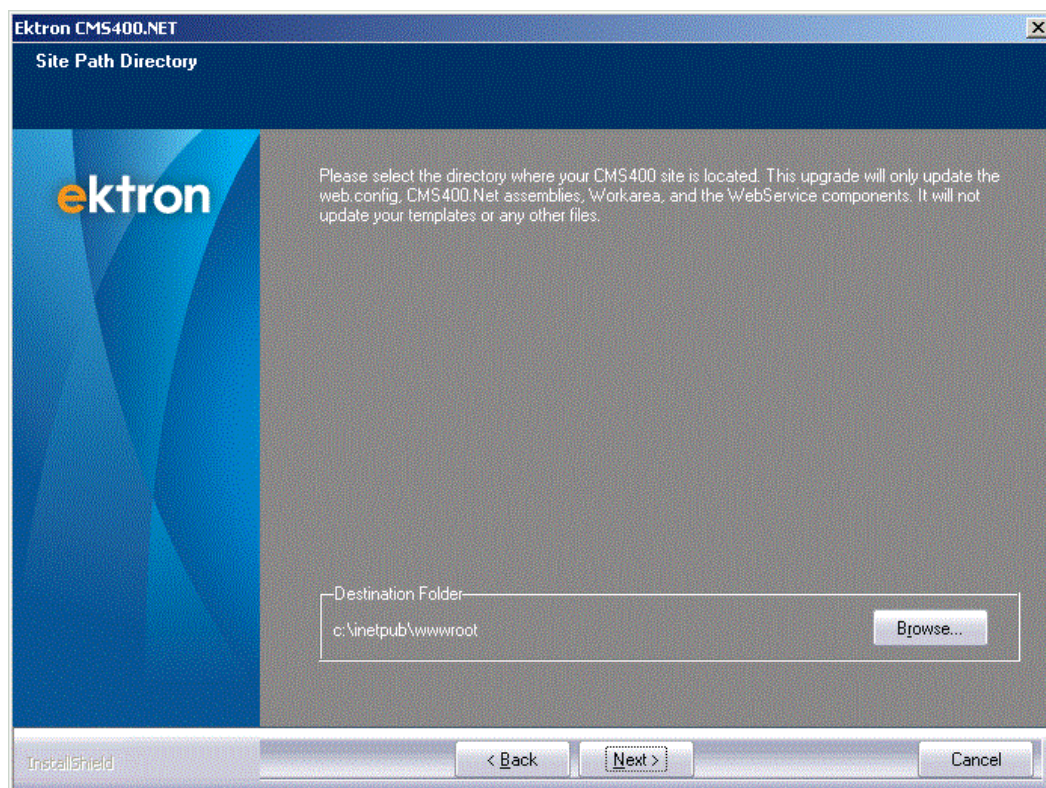 Ektron CMS400.NET
Site Path Directory
ektron
Please select the directory where your CMS400 site is located. This upgrade will only update the
web.config, CMS400.Net assemblies, Workarea, and the WebService components. It will not
update your templates or any other files.
Destination Folder
c:\inetpub\wwwroot
Browse...
InstallShield
< Back
Next >
Cancel